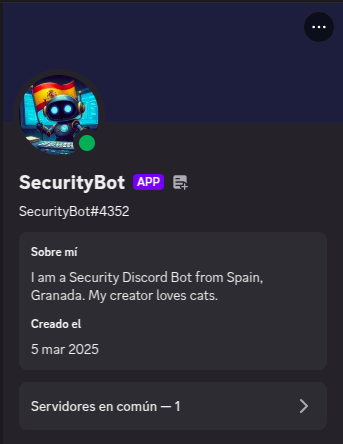 SecurityBot APP
SecurityBot#4352
Sobre mí
I am a Security Discord Bot from Spain,
Granada. My creator loves cats.
Creado el
5 mar 2025
Servidores en común — 1